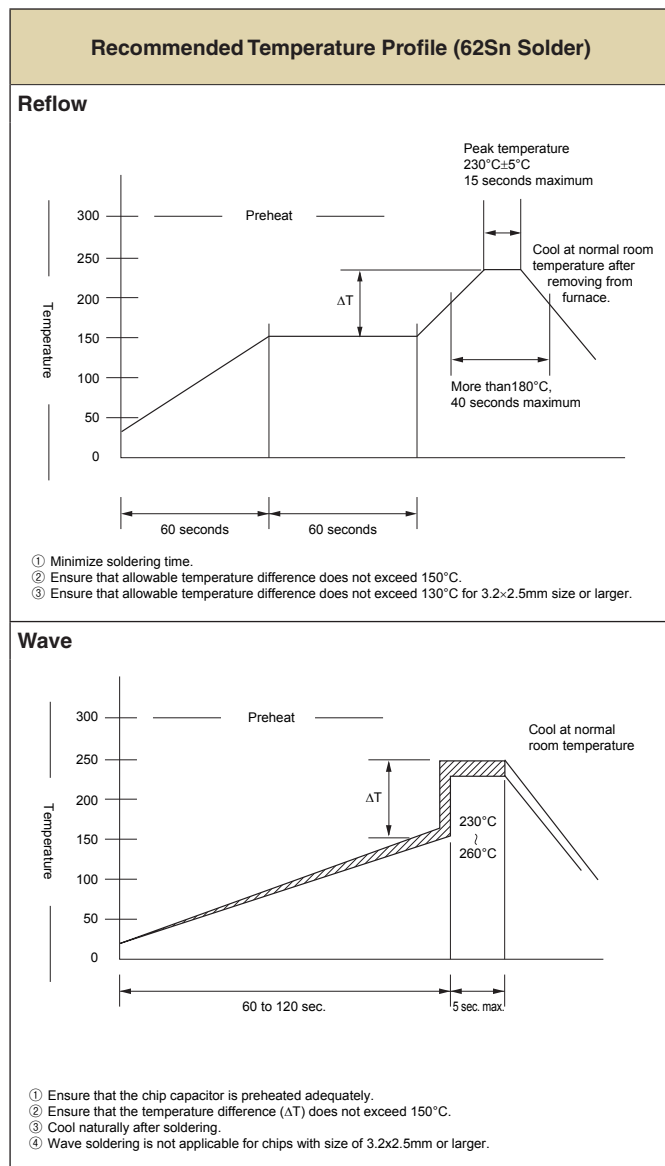 Recommended Temperature Profile (62Sn Solder)
Reflow
Peak temperature
230°C±5°C
15 seconds maximum
300
Preheat
250
Cool at normal room
temperature after
removing from
furnace.
200
ΔT
Temperature
150
100
More than180°C,
40 seconds maximum
50
0
60 seconds
60 seconds
① Minimize soldering time.
② Ensure that allowable temperature difference does not exceed 150°C.
③ Ensure that allowable temperature difference does not exceed 130°C for 3.2×2.5mm size or larger.
Wave
300
Preheat
Cool at normal
room temperature
250
200
ΔT
Temperature
230°C
~
260°C
150
100
50
0
60 to 120 sec.
5 sec. max.
① Ensure that the chip capacitor is preheated adequately.
② Ensure that the temperature difference (ΔT) does not exceed 150°C.
③ Cool naturally after soldering.
④ Wave soldering is not applicable for chips with size of 3.2x2.5mm or larger.